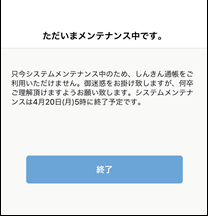 ただいまメンテナンス中です。
只今システムメンテナンス中のため、しんきん通帳をご
利用いただけません。御迷惑をお掛け致しますが、何卒
ご理解頂けますようお願い致します。システムメンテナ
ンスは4月20日(月)5時に終了予定です。
終了